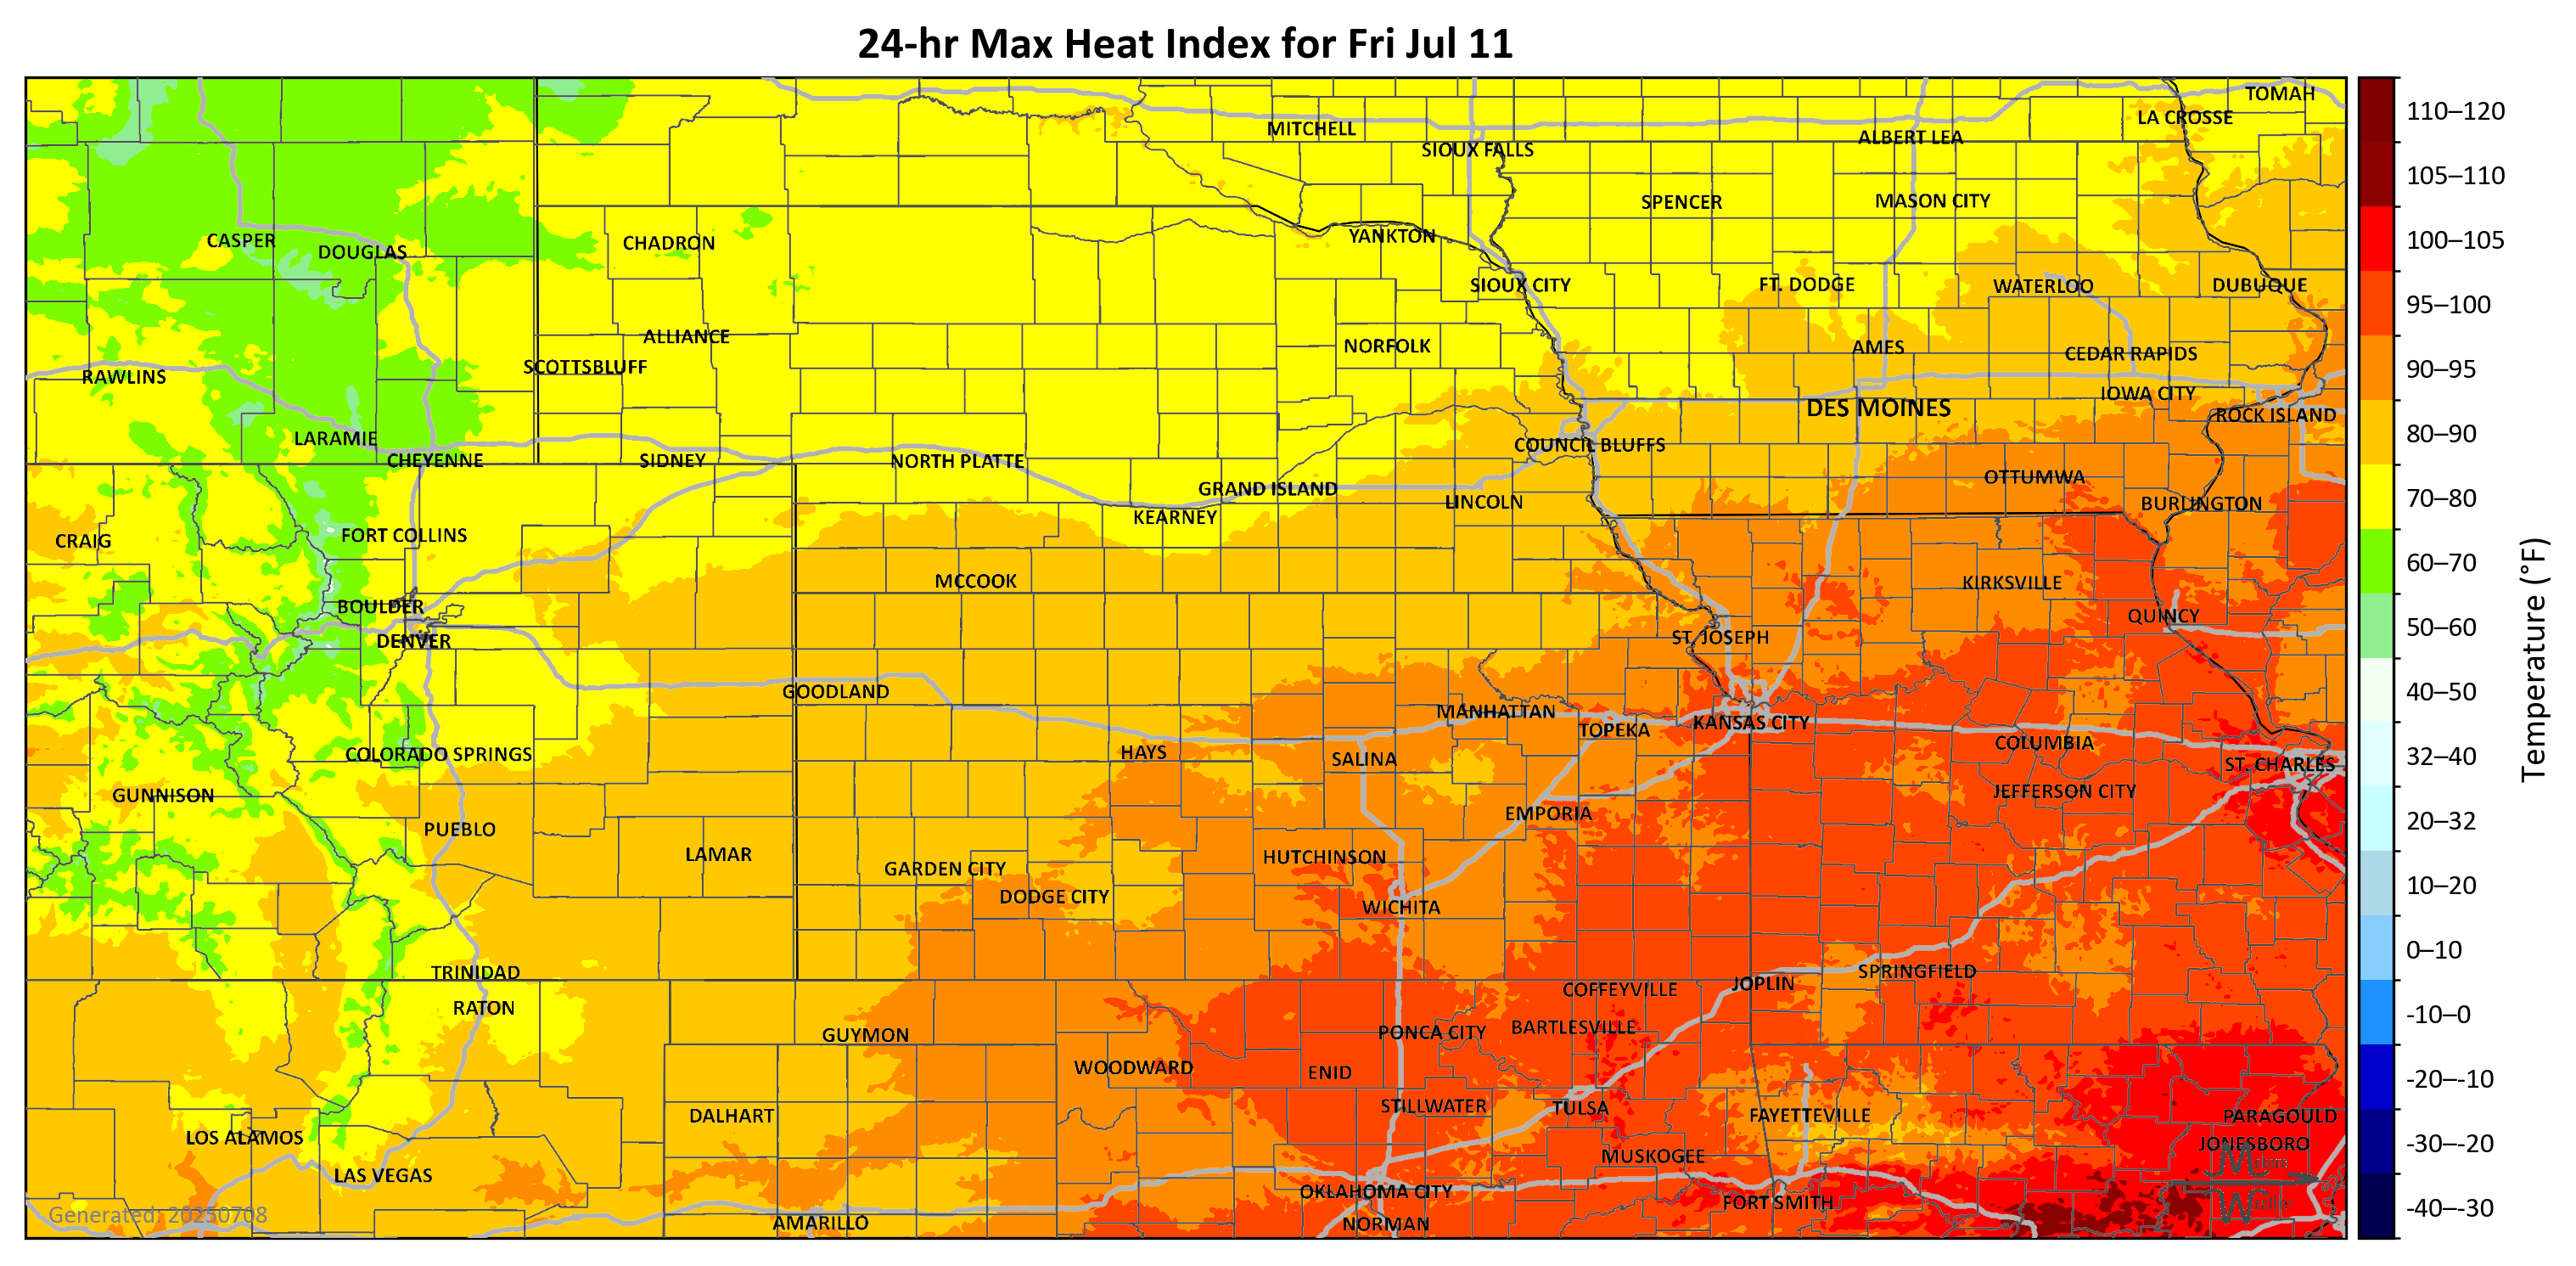 24-hr Max Heat Index for Fri Jul 11
TOMAH
LA CROSSE
MITCHELL
ALBERT LEA
SIOUX FALLS
SPENCER
MASON CITY
CASPER
DOUGLAS
CHADRON
YANKTON
SIOUX CITY
FT. DODGE
WATERLOO
DUBUQUE
ALLIANCE
NORFOLK
AMES
CEDAR RAPIDS
SCOTTSBLUFF
RAWLINS
IOWA CITY
DES MOINES
ROCK ISLAND
LARAMIE
COUNCIL BLUFFS
CHEYENNE
SIDNEY
NORTH PLATTE
OTTUMWA
GRAND ISLAND
LINCOLN
BURLINGTON
KEARNEY
CRAIG
FORT COLLINS
MCCOOK
KIRKSVILLE
BOULDER
QUINCY
DENVER
ST. JOSEPH
GOODLAND
MANHATTAN
KANSAS CITY
TOPEKA
COLUMBIA
COLORADO SPRINGS
HAYS
SALINA
ST. CHARLES
GUNNISON
JEFFERSON CITY
EMPORIA
PUEBLO
LAMAR
HUTCHINSON
GARDEN CITY
DODGE CITY
WICHITA
TRINIDAD
SPRINGFIELD
JOPLIN
COFFEYVILLE
RATON
GUYMON
PONCA CITY
BARTLESVILLE
WOODWARD
ENID
STILLWATER
TULSA
DALHART
FAYETTEVILLE
PARAGOULD
LOS ALAMOS
JONESBORO
MUSKOGEE
LAS VEGAS
OKLAHOMA CITY
FORT SMITH
Generated: 20250708
AMARILLO
NORMAN
110–120
105–110
100–105
95–100
90–95
80–90
70–80
60–70
50–60
40–50
32–40
20–32
10–20
0–10
-10–0
-20–-10
-30–-20
-40–-30
Temperature (°F)